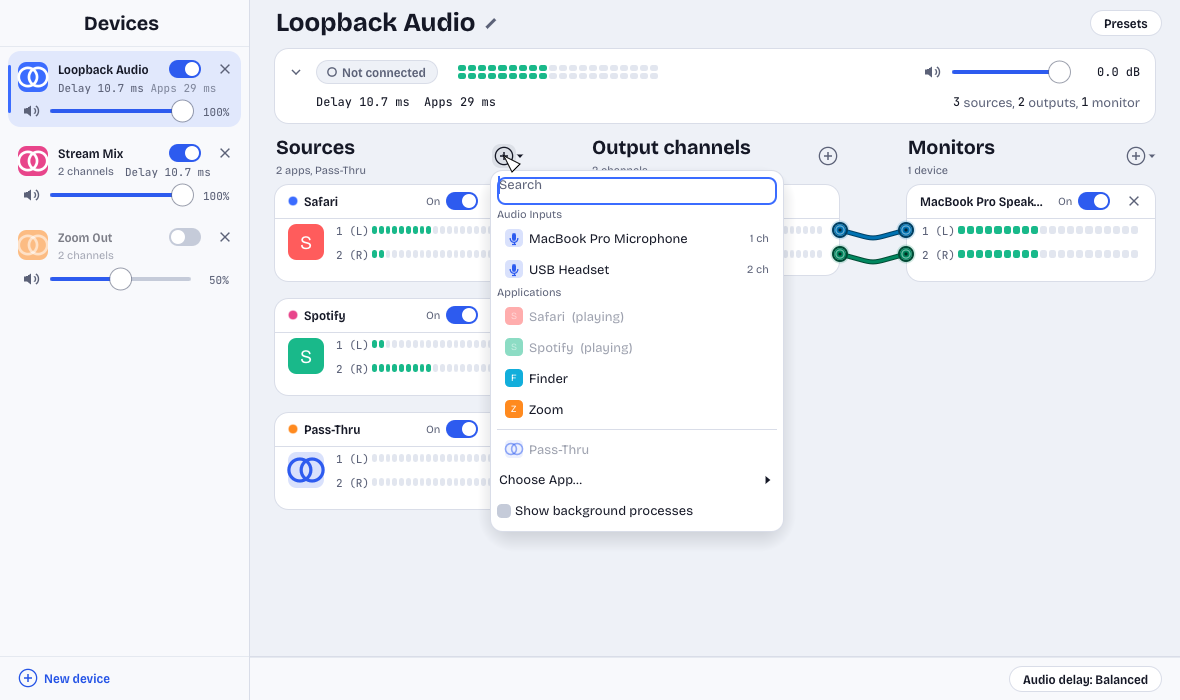 Devices
Loopback Audio
Delay 10.7 ms Apps 29 ms
100%
Stream Mix
2 channels Delay 10.7 ms
100%
Zoom Out
2 channels
50%
New device
Loopback Audio
Presets
Not connected
0.0 dB
Delay 10.7 ms Apps 29 ms
3 sources, 2 outputs, 1 monitor
Sources
2 apps, Pass-Thru
Safari On
S
1 (L)
2 (R)
Spotify On
S
1 (L)
2 (R)
Pass-Thru On
1 (L)
2 (R)
Search
Audio Inputs
MacBook Pro Microphone 1 ch
USB Headset 2 ch
Applications
S Safari (playing)
S Spotify (playing)
F Finder
Z Zoom
Pass-Thru
Choose App...
Show background processes
Output channels
2 channels
Monitors
1 device
MacBook Pro Speak... On
1 (L)
2 (R)
Audio delay: Balanced